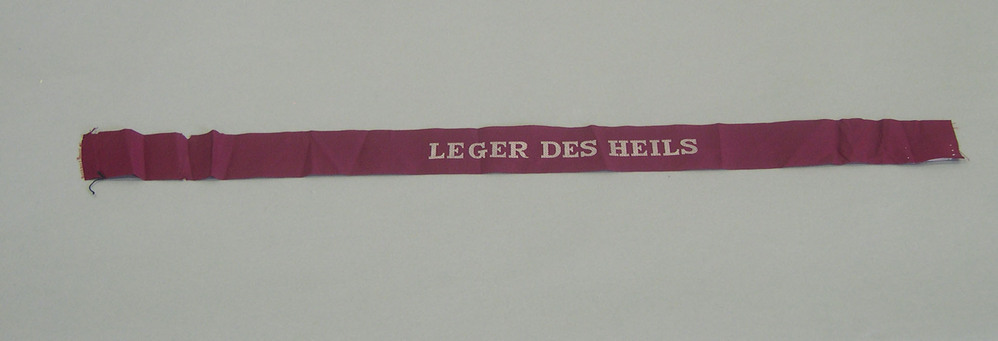 LEGER DES HEILS